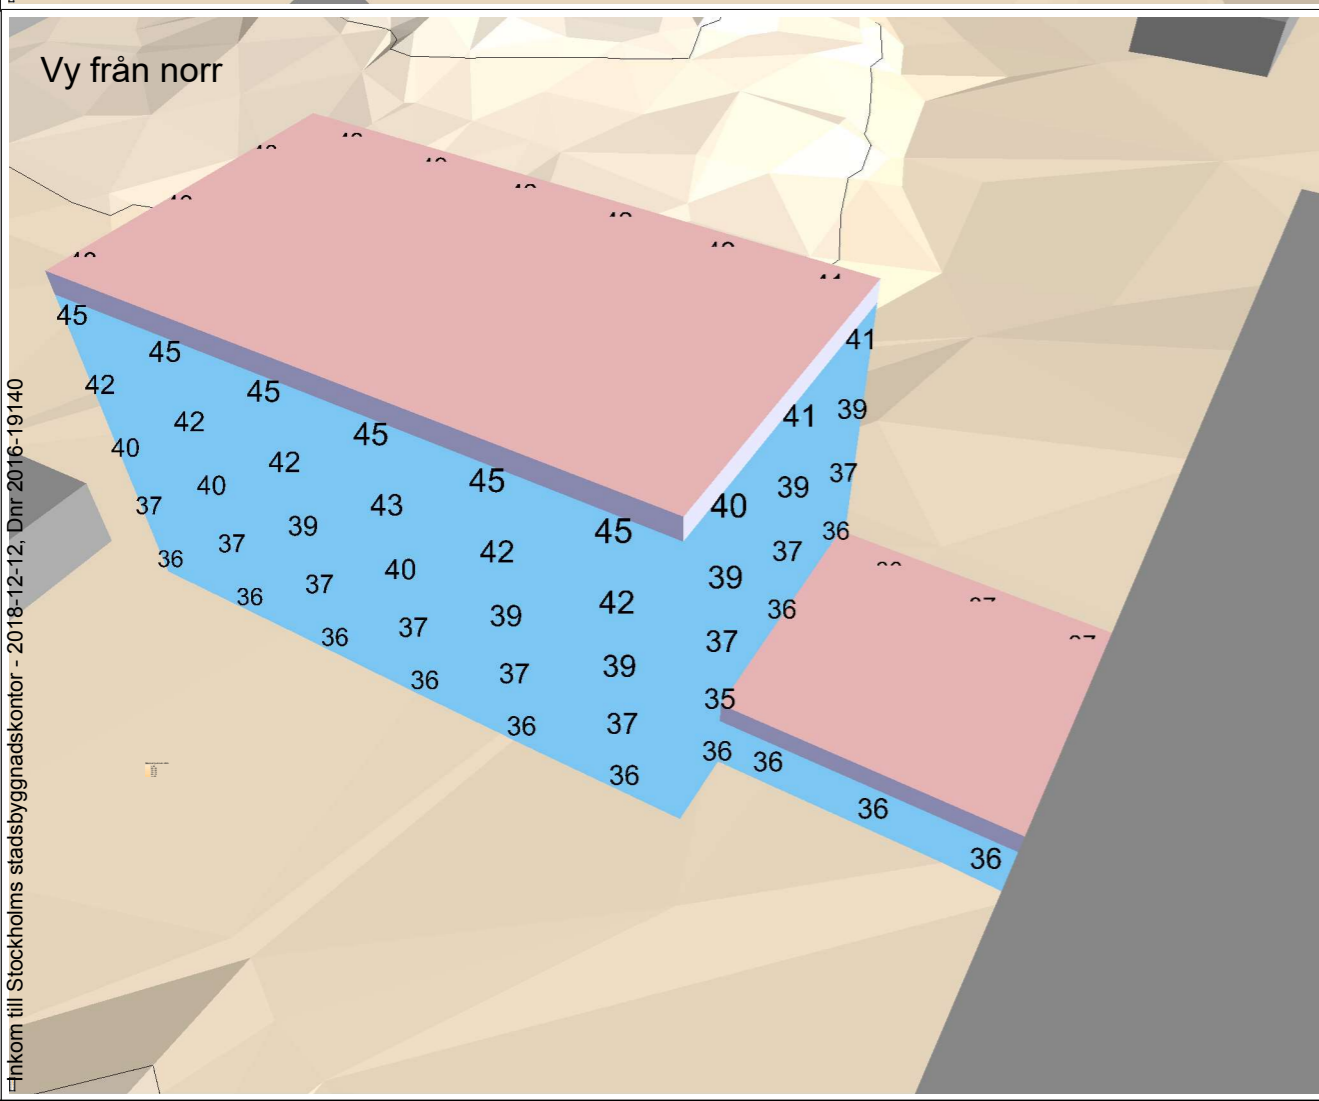 Vy från norr
45
45 41
42 45 41 39
42 45
40 42 45 37
40 43 40 39
37 39 45 36
37 42 37
36 40 39
36 37 42 36
36 37 39 37
36 37 39
36 37 35
36 36 36
36
36
36
Inkom till Stockholms stadsbyggnadskontor - 2018-12-12, Dnr 2016-19140